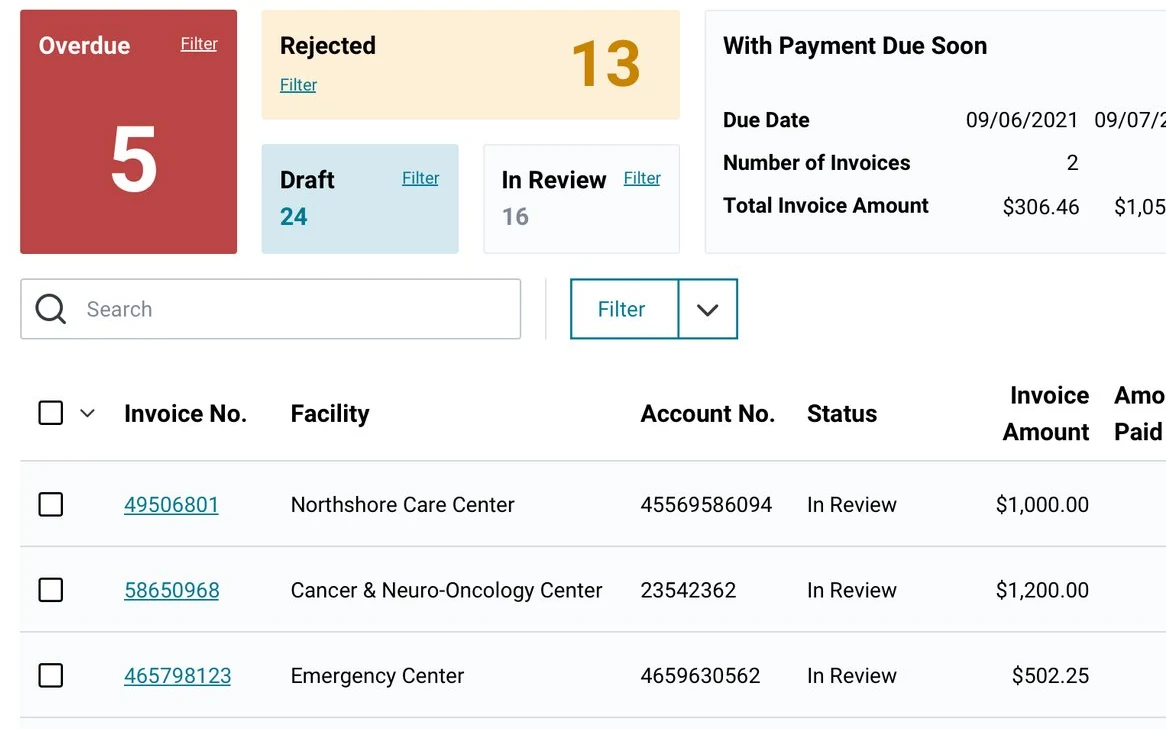 Overdue Filter
5
Rejected
Filter
13
Draft Filter
24
In Review Filter
16
With Payment Due Soon
Due Date 09/06/2021
Number of Invoices 2
Total Invoice Amount $306.46
Search
Filter
Invoice No. Facility Account No. Status Invoice Amount Paid
49506801 Northshore Care Center 45569586094 In Review $1,000.00
58650968 Cancer & Neuro-Oncology Center 23542362 In Review $1,200.00
465798123 Emergency Center 4659630562 In Review $502.25